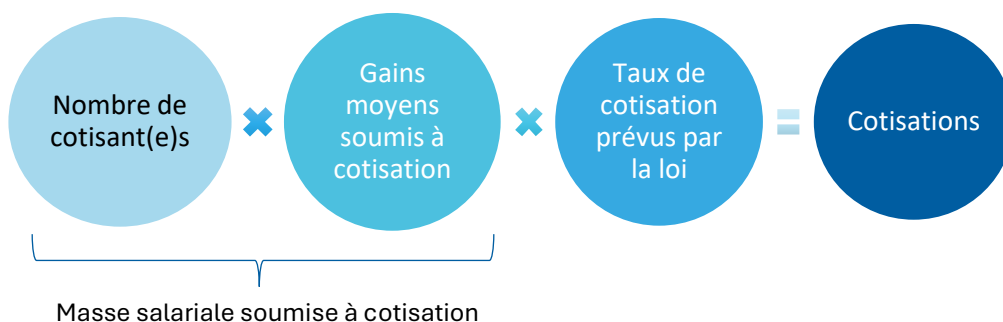 Nombre de
cotisant(e)s
Gains
moyens
soumis à
cotisation
Taux de
cotisation
prévus par
la loi
Cotisations
Masse salariale soumise à cotisation